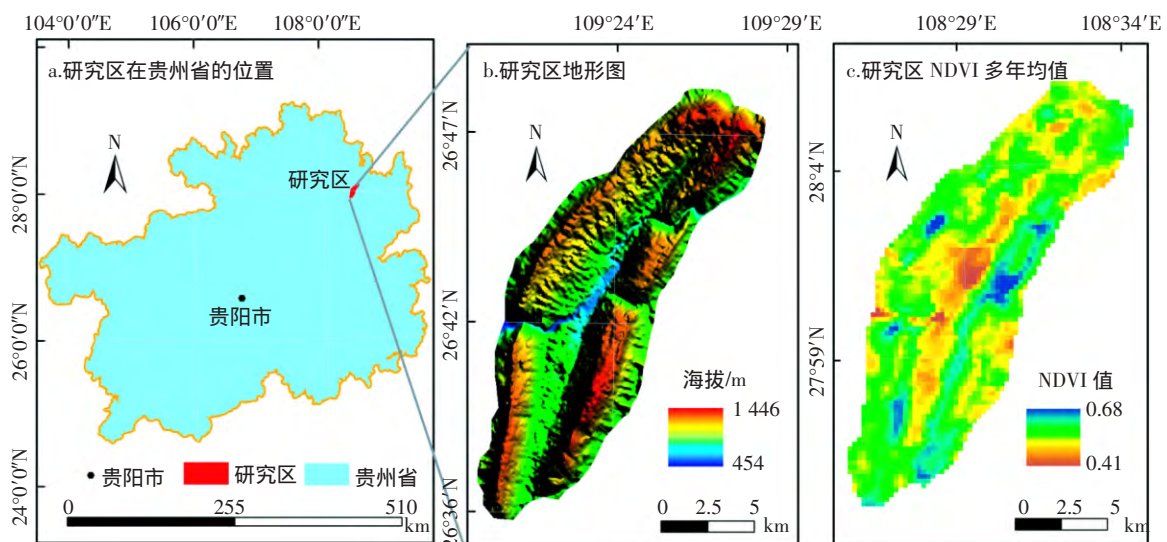 104°0′0″E 106°0′0″E 108°0′0″E
109°24′E 109°29′E
108°29′E 108°34′E
a.研究区在贵州省的位置
b.研究区地形图
c.研究区 NDVI 多年均值
N
N
N
28°0′0″N
26°0′0″N
24°0′0″N
研究区
贵阳市
贵阳市 研究区 贵州省
0 255 510
km
26°47′N
26°42′N
26°36′N
海拔/m
1 446
454
0 2.5 5
km
28°4′N
27°59′N
NDVI 值
0.68
0.41
0 2.5 5
km